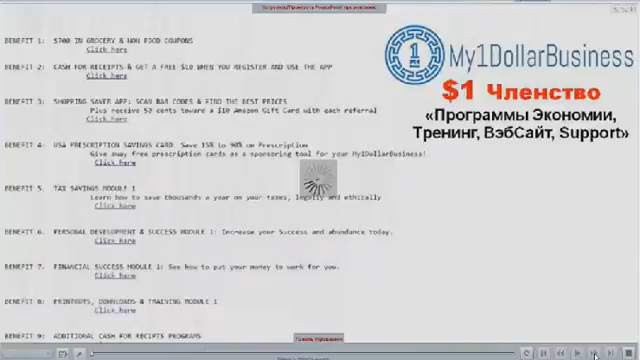 BENEFIT 1: $700 IN GROCERY & NON FOOD COUPONS
Click here
BENEFIT 2: CASH FOR RECEIPTS & GET A FREE $10 WHEN YOU REGISTER AND USE THE APP
Click here
BENEFIT 3: SHOPPING SAVER APP: SCAN BAR CODES & FIND THE BEST PRICES
Plus receive 50 cents toward a $10 Amazon Gift Card with each referral
Click here
BENEFIT 4: USA PRESCRIPTION SAVINGS CARD Save 15% to 90% on Prescription
Give away free prescription cards as a sponsoring tool for your My1DollarBusiness!
Click here
BENEFIT 5: TAX SAVINGS MODULE 1
Learn how to save thousands a year on your taxes, legally and ethically
Click here
BENEFIT 6: PERSONAL DEVELOPMENT & SUCCESS MODULE 1: Increase your Success and abundance today.
Click here
BENEFIT 7: FINANCIAL SUCCESS MODULE 1: See how to put your money to work for you.
Click here
BENEFIT 8: PRINTOUTS, DOWNLOADS & TRAINING MODULE 1
Click here
BENEFIT 9: ADDITIONAL CASH FOR RECIPTS PROGRAMS
1
My1DollarBusiness
$1 Членство
«Программы Экономии,
Тренинг, ВэбСайт, Support»